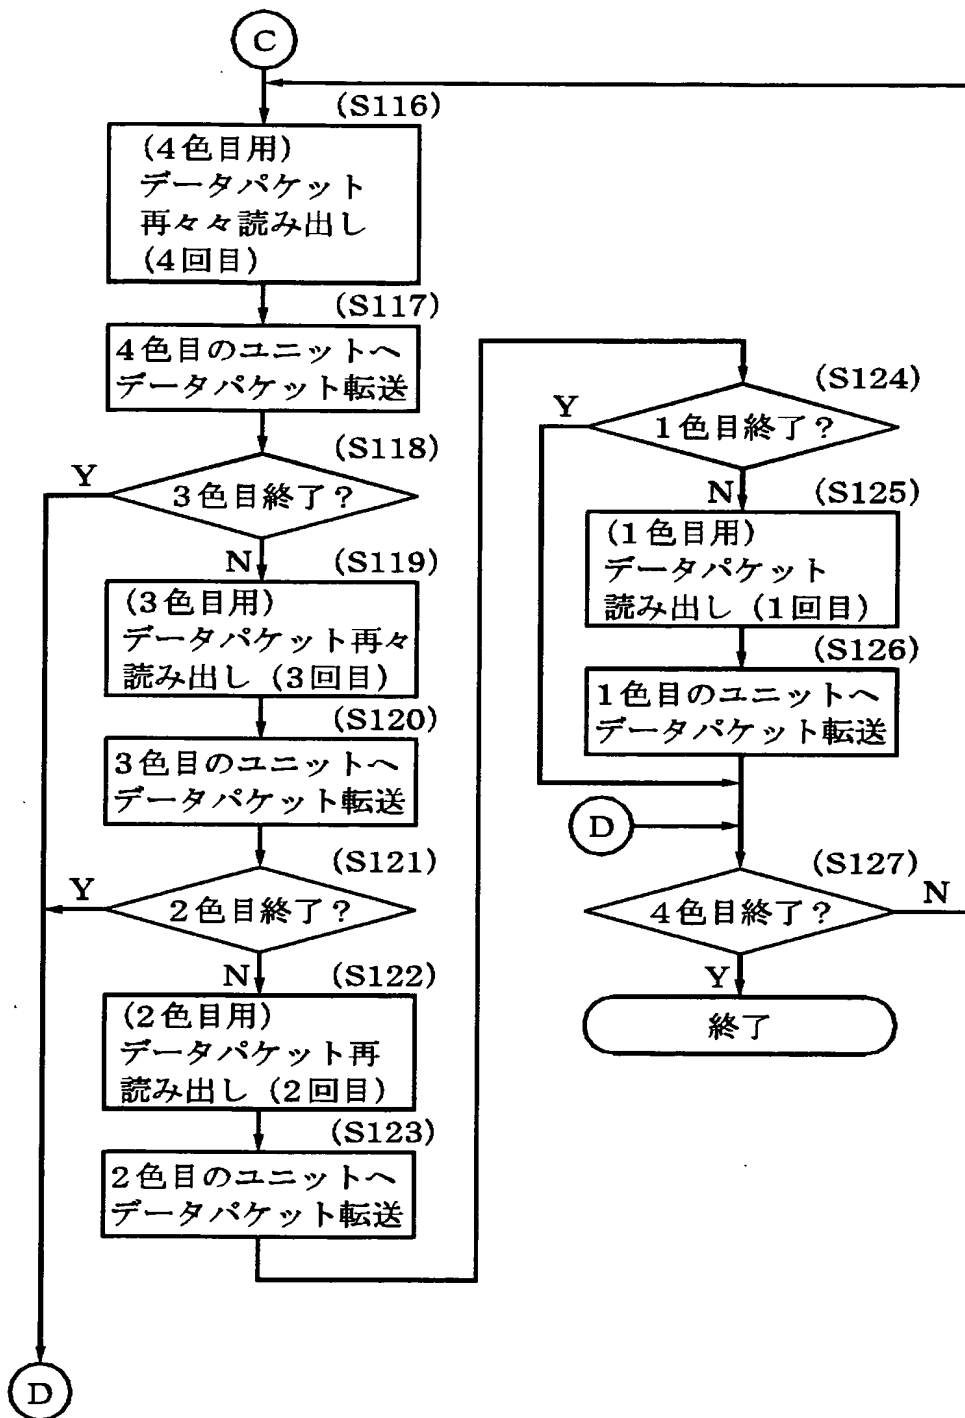 C
(S116)
(4色目用)
データパケット
再々々読み出し
(4回目)
(S117)
4色目のユニットへ
データパケット転送
(S118)
Y
3色目終了？
N
(S119)
(3色目用)
データパケット再々
読み出し (3回目)
(S120)
3色目のユニットへ
データパケット転送
(S121)
Y
2色目終了？
N
(S122)
(2色目用)
データパケット再
読み出し (2回目)
(S123)
2色目のユニットへ
データパケット転送
D
(S124)
Y
1色目終了？
N
(S125)
(1色目用)
データパケット
読み出し (1回目)
(S126)
1色目のユニットへ
データパケット転送
D
(S127)
4色目終了？
N
Y
終了